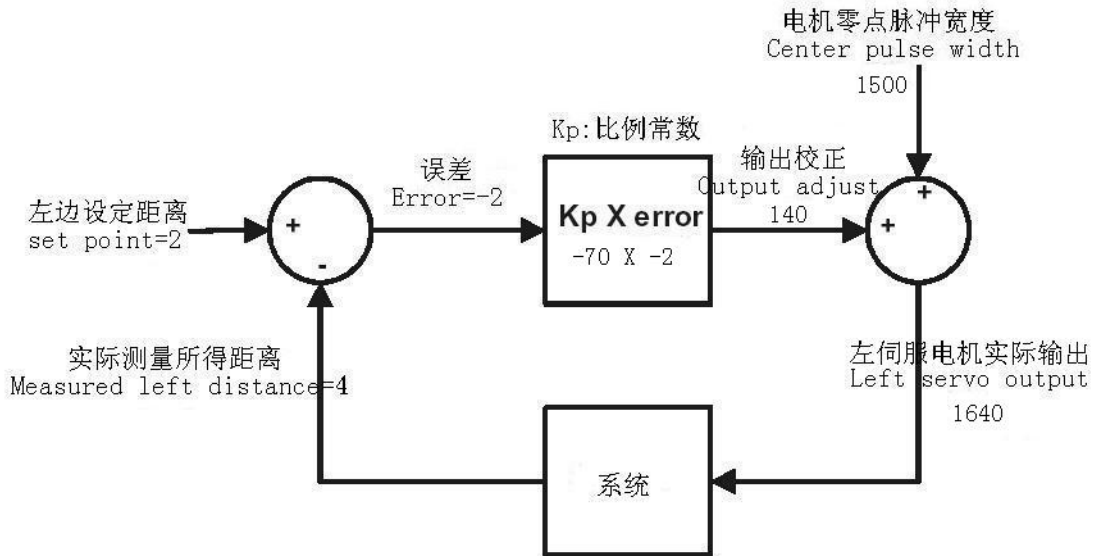 电机零点脉冲宽度
Center pulse width
1500
Kp:比例常数
误差
Error=-2
输出校正
Output adjust
140
+
左边设定距离
set point=2
+
-
Kp X error
-70 X -2
+
实际测量所得距离
Measured left distance=4
左伺服电机实际输出
Left servo output
1640
系统